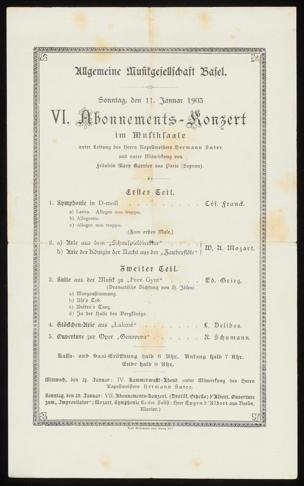 Allgemeine Musikgesellschaft Basel.
Sonntag, den 11. Januar 1903
VI. Abonnements-Konzert
im Musiksaale
unter Leitung des Herrn Kapellmeisters Hermann Suter
und unter Mitwirkung von
Fräulein Mary Garnier aus Paris (Sopran).
Erster Teil.
1. Symphonie in D-moll . . . . . . . Cés. Franck.
a) Lento. Allegro non troppo.
b) Allegretto.
c) Allegro non troppo.
(Zum ersten Male.)
2. a) Arie aus dem „Schauspieldirektor“
b) Arie der Königin der Nacht aus der „Zauberflöte“ W. A. Mozart.
Zweiter Teil.
3. Suite aus der Musik zu „Peer Gynt“ . . . Ed. Grieg.
(Dramatische Dichtung von H. Ibsen)
a) Morgenstimmung.
b) Ase's Tod.
c) Anitra's Tanz.
d) In der Halle des Bergkönigs.
4. Glöckchen-Arie aus „Lakmé“ . . . L. Delibes.
5. Ouverture zur Oper „Genoveva“ . . . R. Schumann.
Kassa- und Saal-Eröffnung halb 6 Uhr. Anfang halb 7 Uhr.
Ende halb 9 Uhr.
Mittwoch, den Januar: IV. Kammermusik-Abend unter Mitwirkung des Herrn
Kapellmeisters Hermann Suter.
Sonntag, den 25. Januar: VII. Abonnements-Konzert. Othello; d'Albert, Ouverture
zum „Improvisator“; Mozart, Symphonie Solist: Herr Eugen d'Albert aus Berlin,
Klavier.)